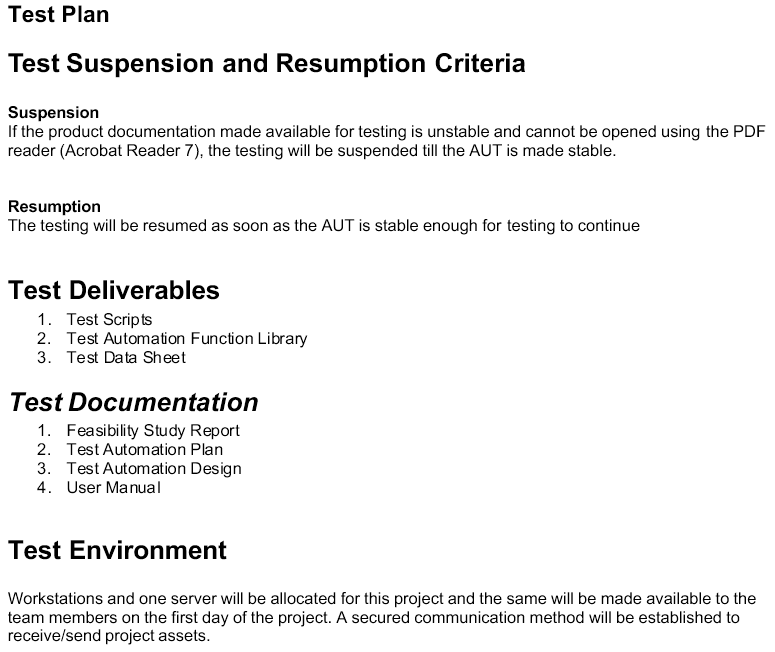 Test Plan
Test Suspension and Resumption Criteria
Suspension
If the product documentation made available for testing is unstable and cannot be opened using the PDF
reader (Acrobat Reader 7), the testing will be suspended till the AUT is made stable.
Resumption
The testing will be resumed as soon as the AUT is stable enough for testing to continue
Test Deliverables
1. Test Scripts
2. Test Automation Function Library
3. Test Data Sheet
Test Documentation
1. Feasibility Study Report
2. Test Automation Plan
3. Test Automation Design
4. User Manual
Test Environment
Workstations and one server will be allocated for this project and the same will be made available to the
team members on the first day of the project. A secured communication method will be established to
receive/send project assets.